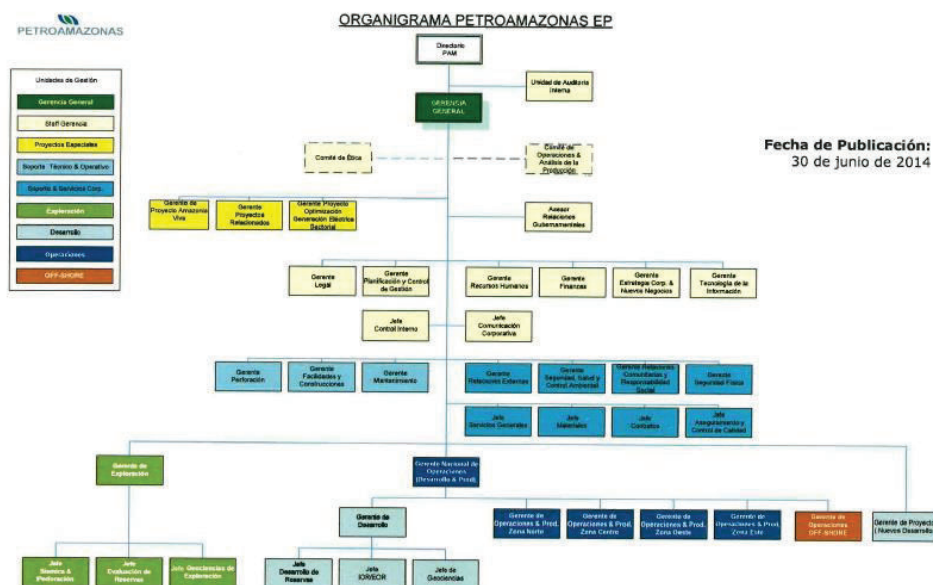 PETROAMAZONAS
ORGANIGRAMA PETROAMAZONAS EP
Directorio
PAM
Unidad de Auditoria
Interna
GERENCIA
GENERAL
Unidades de Gestión
Gerencia General
Staff Gerencia
Proyectos Especiales
Soporte Técnico & Operativo
Soporte & Servicios Corp.
Exploración
Desarrollo
Operaciones
OFF-SHORE
Fecha de Publicación:
30 de junio de 2014
Comité de Ética
Comité de
Operaciones &
Análisis de la
Producción
Gerente de
Proyecto Amazonía
Viva
Gerente
Proyectos
Relacionados
Gerente Proyecto
Optimización
Generación Eléctrica
Sectorial
Asesor
Relaciones
Gubernamentales
Gerente
Legal
Gerente
Planificación y Control
de Gestión
Gerente
Recursos Humanos
Gerente
Finanzas
Gerente
Estrategia Corp. &
Nuevos Negocios
Gerente
Tecnología de la
Información
Jefe
Control Interno
Jefe
Comunicación
Corporativa
Gerente
Perforación
Gerente
Facilidades y
Construcciones
Gerente
Mantenimiento
Gerente
Relaciones Externas
Gerente
Seguridad, Salud y
Control Ambiental
Gerente Relaciones
Comunitarias y
Responsabilidad
Social
Gerente
Seguridad Física
Jefe
Servicios Generales
Jefe
Materiales
Jefe
Contratos
Jefe
Aseguramiento y
Control de Calidad
Gerente de
Exploración
Gerente Nacional de
Operaciones
(Desarrollo & Prod)
Gerente de
Desarrollo
Gerente de
Operaciones & Prod.
Zona Norte
Gerente de
Operaciones & Prod.
Zona Centro
Gerente de
Operaciones & Prod.
Zona Oeste
Gerente de
Operaciones & Prod.
Zona Este
Gerente de
Operaciones
OFF-SHORE
Gerente de Proyecto
(Nuevos Desarrollo
Jefe
Sísmica &
Perforación
Jefe
Evaluación de
Reservas
Jefe Geociencias de
Exploración
Jefe
Desarrollo de
Reservas
Jefe
IOR/EOR
Jefe
de Geociencias